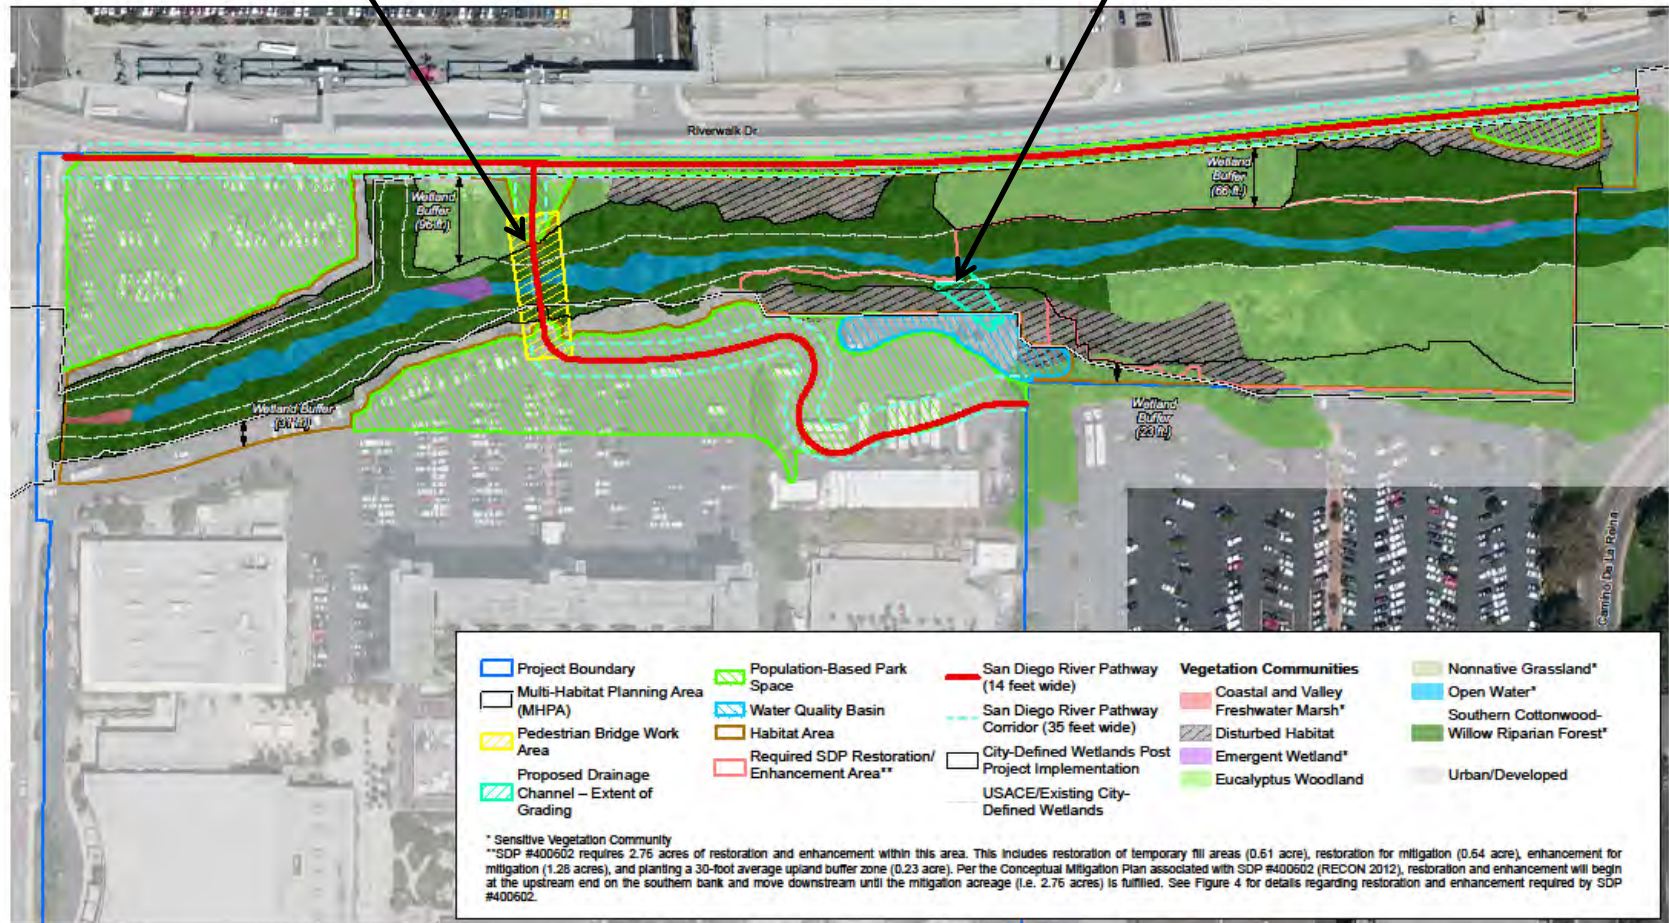 Riverwalk Dr
Wetland
Buffer
(96 ft.)
Wetland
Buffer
(66 ft.)
Wetland Buffer
(31 ft)
Wetland
Buffer
(23 ft.)
Camino De La Reina
Project Boundary
Multi-Habitat Planning Area
(MHPA)
Pedestrian Bridge Work
Area
Proposed Drainage
Channel – Extent of
Grading
Population-Based Park
Space
Water Quality Basin
Habitat Area
Required SDP Restoration/
Enhancement Area**
San Diego River Pathway
(14 feet wide)
San Diego River Pathway
Corridor (35 feet wide)
City-Defined Wetlands Post
Project Implementation
USACE/Existing City-
Defined Wetlands
Vegetation Communities
Coastal and Valley
Freshwater Marsh*
Disturbed Habitat
Emergent Wetland*
Eucalyptus Woodland
Nonnative Grassland*
Open Water*
Southern Cottonwood-
Willow Riparian Forest*
Urban/Developed
* Sensitive Vegetation Community
**SDP #400602 requires 2.76 acres of restoration and enhancement within this area. This includes restoration of temporary fill areas (0.61 acre), restoration for mitigation (0.64 acre), enhancement for
mitigation (1.28 acres), and planting a 30-foot average upland buffer zone (0.23 acre). Per the Conceptual Mitigation Plan associated with SDP #400602 (RECON 2012), restoration and enhancement will begin
at the upstream end on the southern bank and move downstream until the mitigation acreage (i.e. 2.76 acres) is fulfilled. See Figure 4 for details regarding restoration and enhancement required by SDP
#400602.